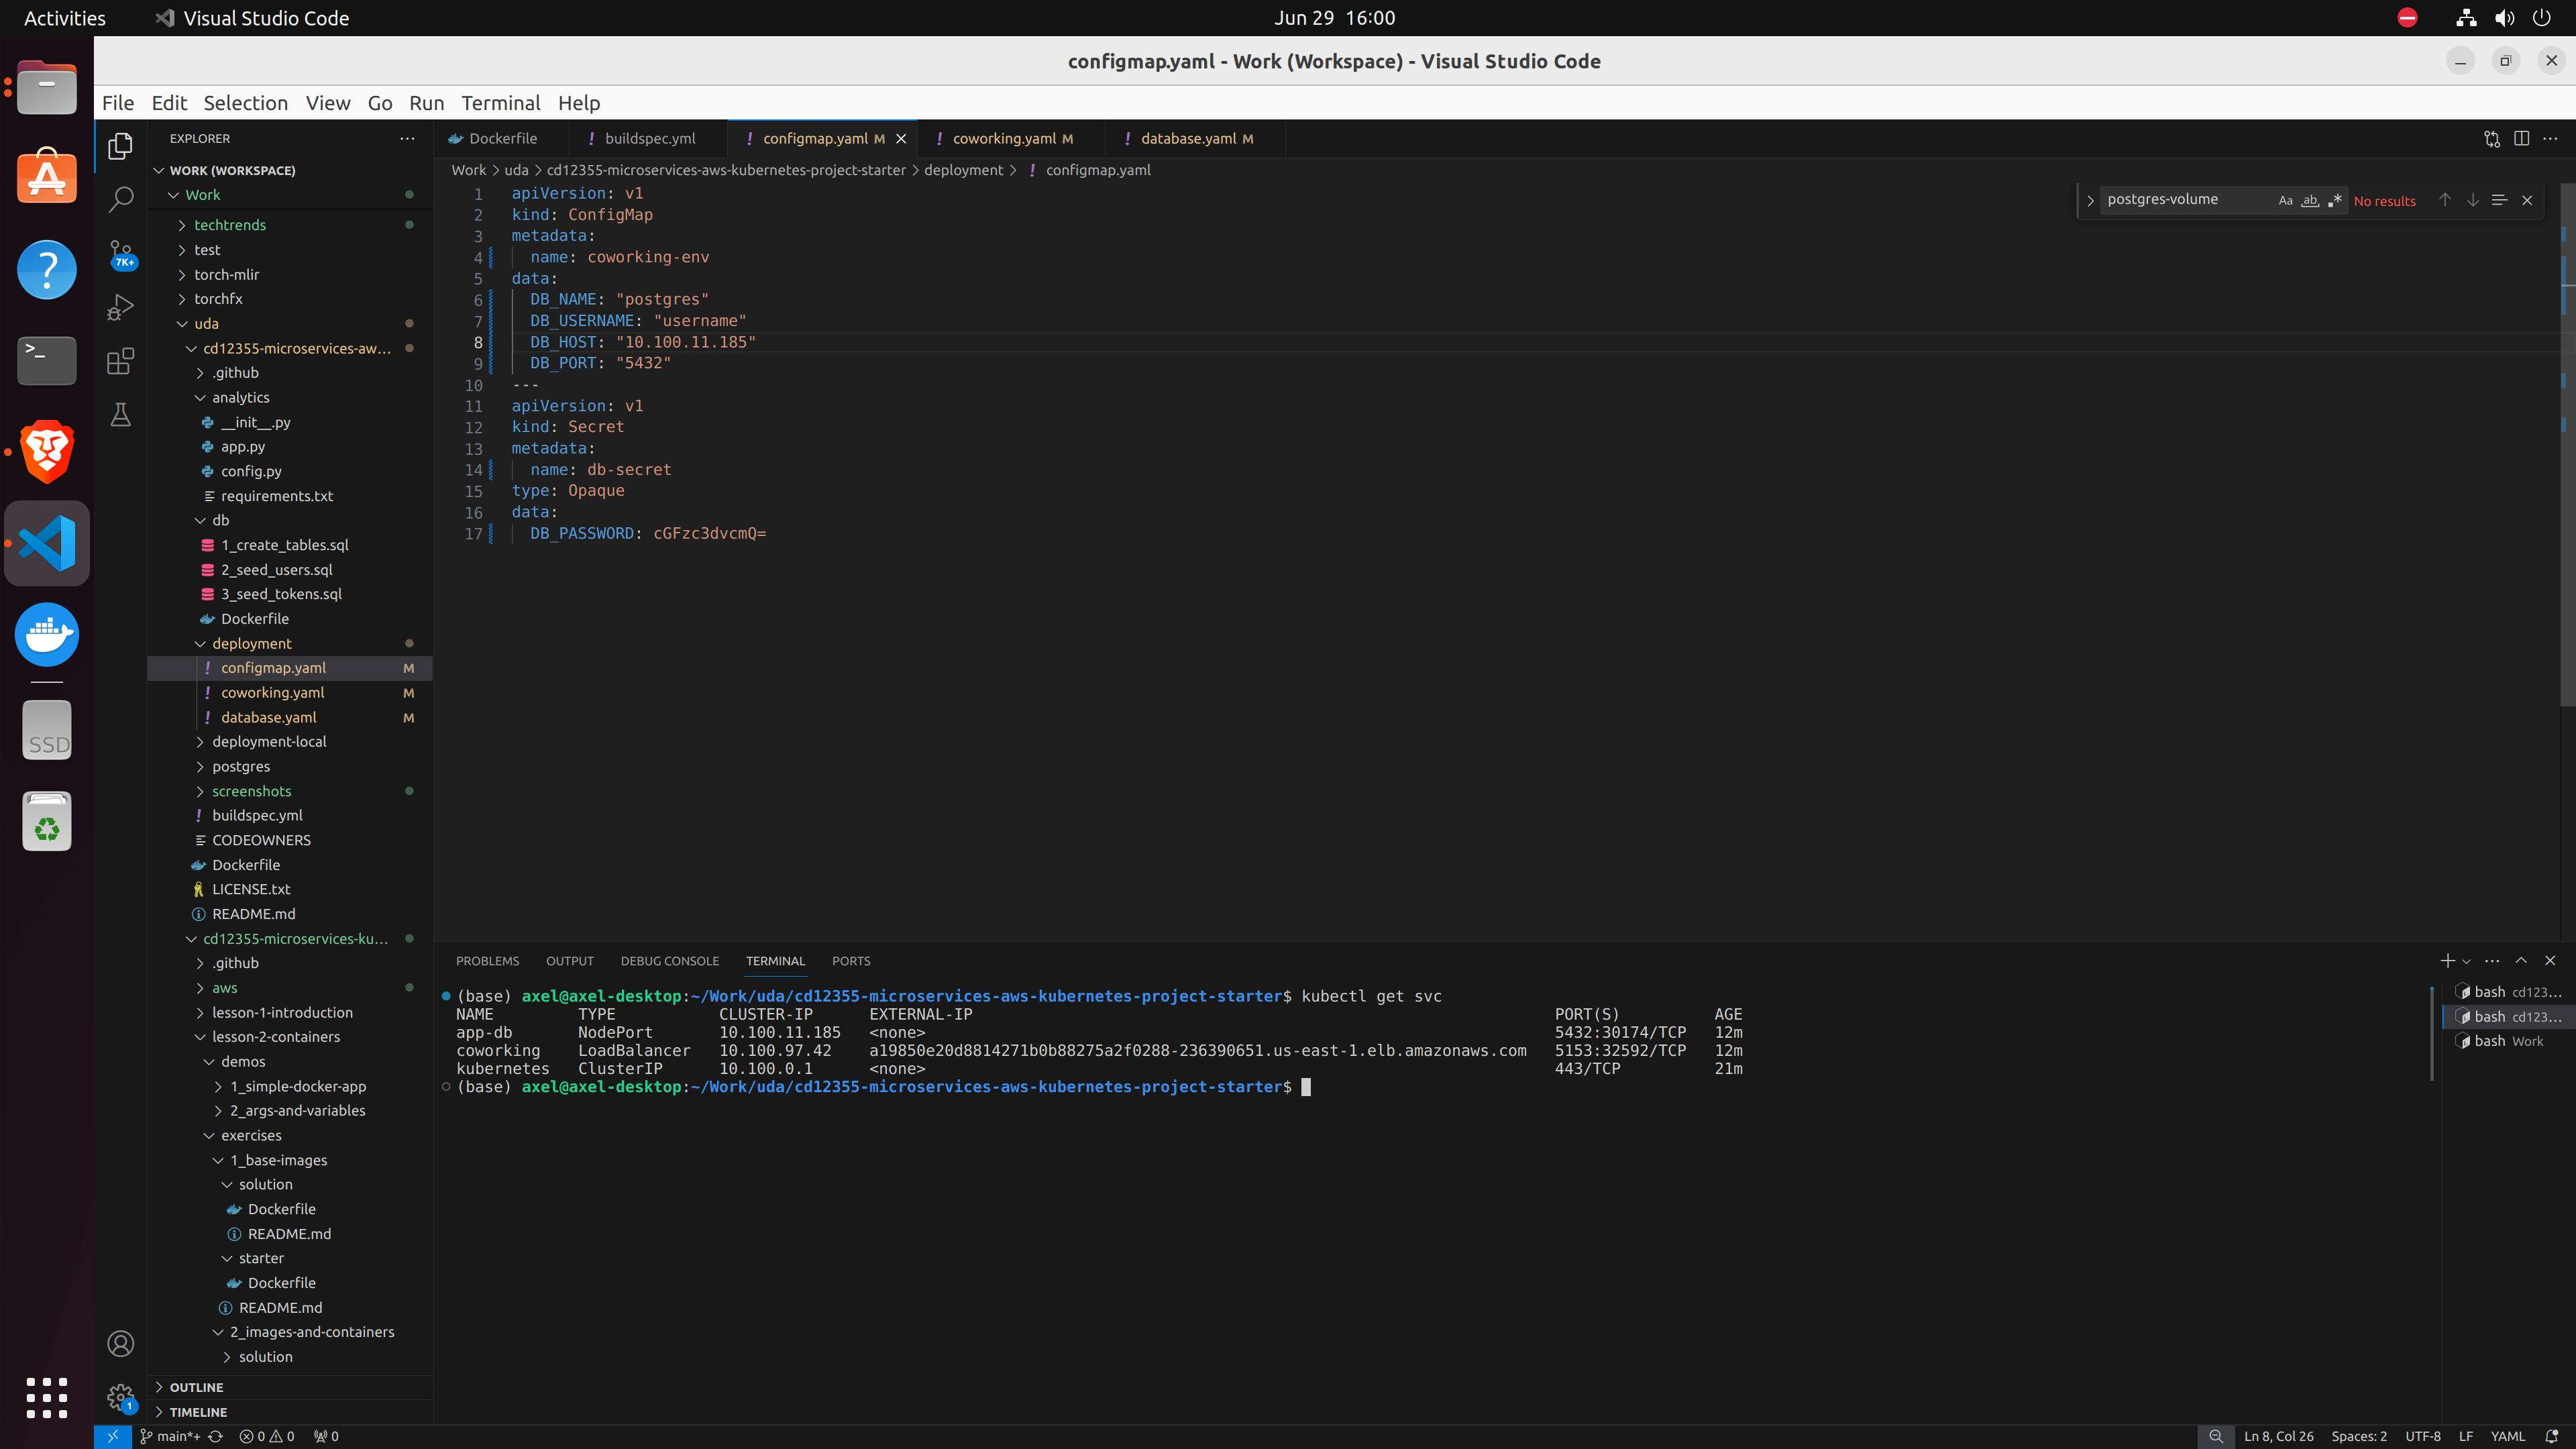 Activities
Visual Studio Code
Jun 29 16:00
configmap.yaml - Work (Workspace) - Visual Studio Code
File Edit Selection View Go Run Terminal Help
EXPLORER
WORK (WORKSPACE)
Work
techtrends
test
torch-mlir
torchfx
uda
cd12355-microservices-aw...
.github
analytics
__init__.py
app.py
config.py
requirements.txt
db
1_create_tables.sql
2_seed_users.sql
3_seed_tokens.sql
Dockerfile
deployment
configmap.yaml M
coworking.yaml M
database.yaml M
deployment-local
postgres
screenshots
buildspec.yml
CODEOWNERS
Dockerfile
LICENSE.txt
README.md
cd12355-microservices-ku...
.github
aws
lesson-1-introduction
lesson-2-containers
demos
1_simple-docker-app
2_args-and-variables
exercises
1_base-images
solution
Dockerfile
README.md
starter
Dockerfile
README.md
2_images-and-containers
solution
OUTLINE
TIMELINE
7K+
1
SSD
Dockerfile
buildspec.yml
configmap.yaml M
coworking.yaml M
database.yaml M
Work > uda > cd12355-microservices-aws-kubernetes-project-starter > deployment > ! configmap.yaml
postgres-volume
Aa ab No results
1 apiVersion: v1
2 kind: ConfigMap
3 metadata:
4 name: coworking-env
5 data:
6 DB_NAME: "postgres"
7 DB_USERNAME: "username"
8 DB_HOST: "10.100.11.185"
9 DB_PORT: "5432"
10 ---
11 apiVersion: v1
12 kind: Secret
13 metadata:
14 name: db-secret
15 type: Opaque
16 data:
17 DB_PASSWORD: cGFzc3dvcmQ=
PROBLEMS OUTPUT DEBUG CONSOLE TERMINAL PORTS
(base) axel@axel-desktop:~/Work/uda/cd12355-microservices-aws-kubernetes-project-starter$ kubectl get svc
NAME TYPE CLUSTER-IP EXTERNAL-IP PORT(S) AGE
app-db NodePort 10.100.11.185 <none> 5432:30174/TCP 12m
coworking LoadBalancer 10.100.97.42 a19850e20d8814271b0b88275a2f0288-236390651.us-east-1.elb.amazonaws.com 5153:32592/TCP 12m
kubernetes ClusterIP 10.100.0.1 <none> 443/TCP 21m
(base) axel@axel-desktop:~/Work/uda/cd12355-microservices-aws-kubernetes-project-starter$
bash cd123...
bash cd123...
bash Work
main*+ 0 0 0
Ln 8, Col 26 Spaces: 2 UTF-8 LF YAML